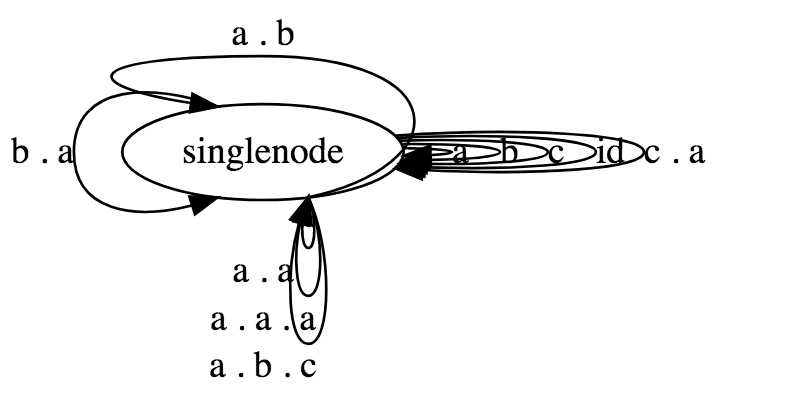 a . b
b . a
singlenode
a
b
c
id
c . a
a . a
a . a . a
a . b . c